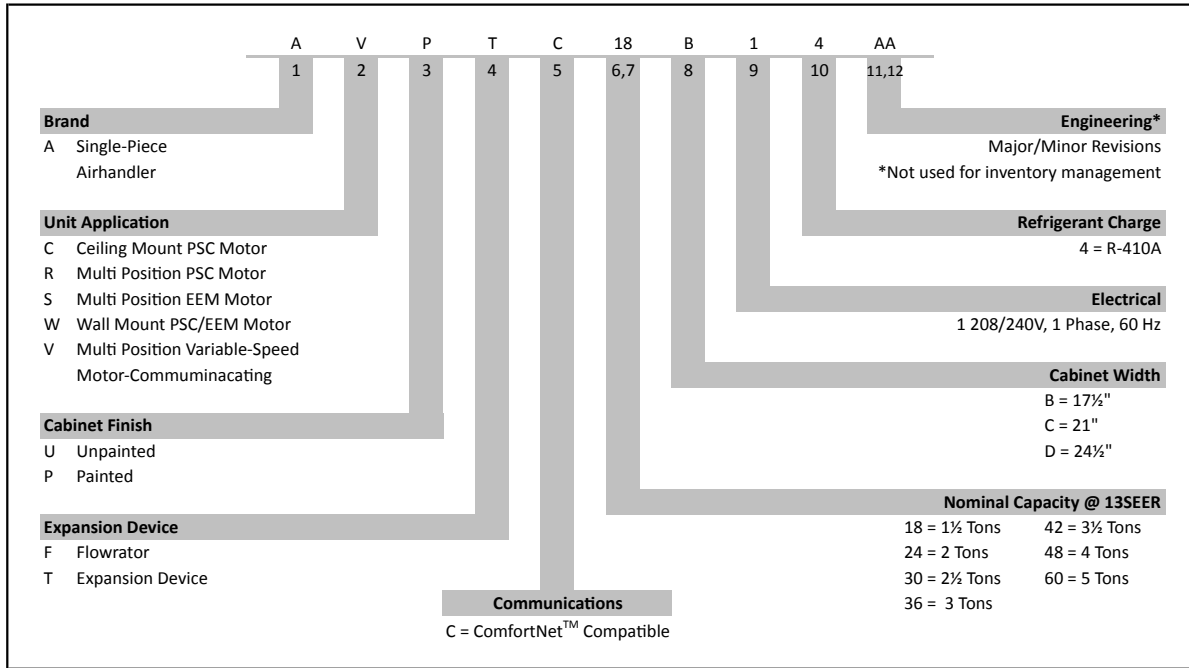 A V P T C 18 B 1 4 AA
1 2 3 4 5 6,7 8 9 10 11,12
Brand
A Single-Piece
Airhandler
Unit Application
C Ceiling Mount PSC Motor
R Multi Position PSC Motor
S Multi Position EEM Motor
W Wall Mount PSC/EEM Motor
V Multi Position Variable-Speed
Motor-Commuminacating
Cabinet Finish
U Unpainted
P Painted
Expansion Device
F Flowrator
T Expansion Device
Communications
C = ComfortNet™ Compatible
Engineering*
Major/Minor Revisions
*Not used for inventory management
Refrigerant Charge
4 = R-410A
Electrical
1 208/240V, 1 Phase, 60 Hz
Cabinet Width
B = 17½"
C = 21"
D = 24½"
Nominal Capacity @ 13SEER
18 = 1½ Tons 42 = 3½ Tons
24 = 2 Tons 48 = 4 Tons
30 = 2½ Tons 60 = 5 Tons
36 = 3 Tons